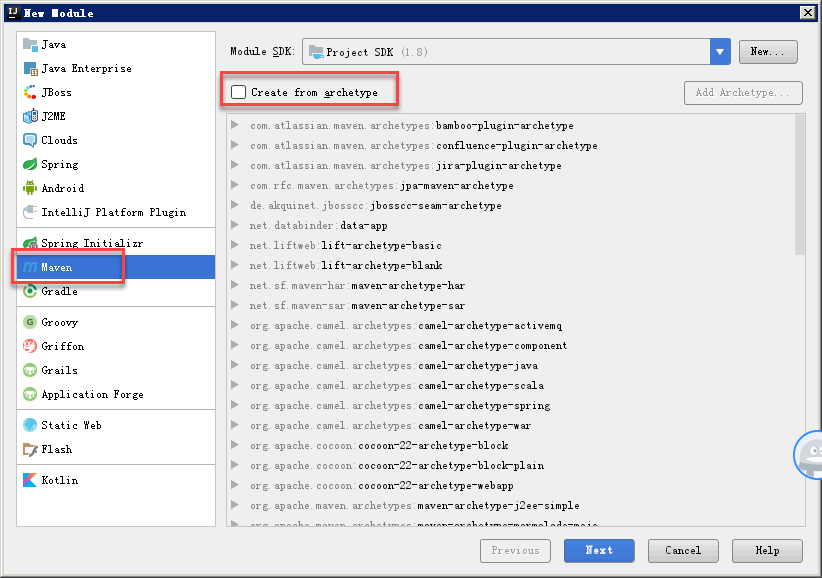 New Module
Java
Java Enterprise
JBoss
J2ME
Clouds
Spring
Android
IntelliJ Platform Plugin
Spring Initializr
Maven
Gradle
Groovy
Griffon
Grails
Application Forge
Static Web
Flash
Kotlin
Module SDK: Project SDK (1.8) New...
Create from archetype Add Archetype...
com.atlassian.maven.archetypes:bamboo-plugin-archetype
com.atlassian.maven.archetypes:confluence-plugin-archetype
com.atlassian.maven.archetypes:jira-plugin-archetype
com.rfc.maven.archetypes:jpa-maven-archetype
de.akquinet.jbosscc:jbosscc-seam-archetype
net.databinder:data-app
net.liftweb:lift-archetype-basic
net.liftweb:lift-archetype-blank
net.sf.maven-har:maven-archetype-har
net.sf.maven-sar:maven-archetype-sar
org.apache.camel.archetypes:camel-archetype-activemq
org.apache.camel.archetypes:camel-archetype-component
org.apache.camel.archetypes:camel-archetype-java
org.apache.camel.archetypes:camel-archetype-scala
org.apache.camel.archetypes:camel-archetype-spring
org.apache.camel.archetypes:camel-archetype-war
org.apache.cocoon:cocoon-22-archetype-block
org.apache.cocoon:cocoon-22-archetype-block-plain
org.apache.cocoon:cocoon-22-archetype-webapp
org.apache.maven.archetypes:maven-archetype-j2ee-simple
org.apache.maven.archetypes:maven-archetype-marmalade-mojo
Previous Next Cancel Help